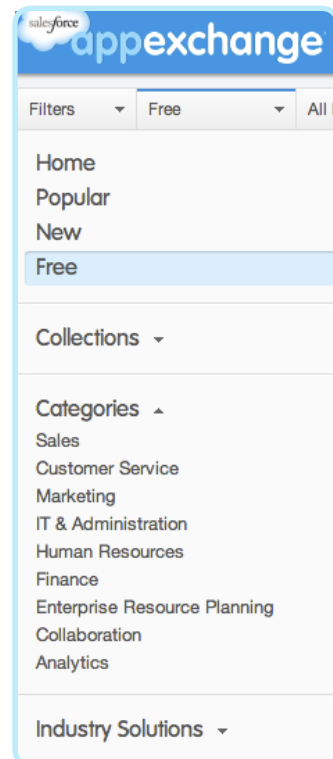 salesforce
appexchange
Filters Free All
Home
Popular
New
Free
Collections
Categories
Sales
Customer Service
Marketing
IT & Administration
Human Resources
Finance
Enterprise Resource Planning
Collaboration
Analytics
Industry Solutions